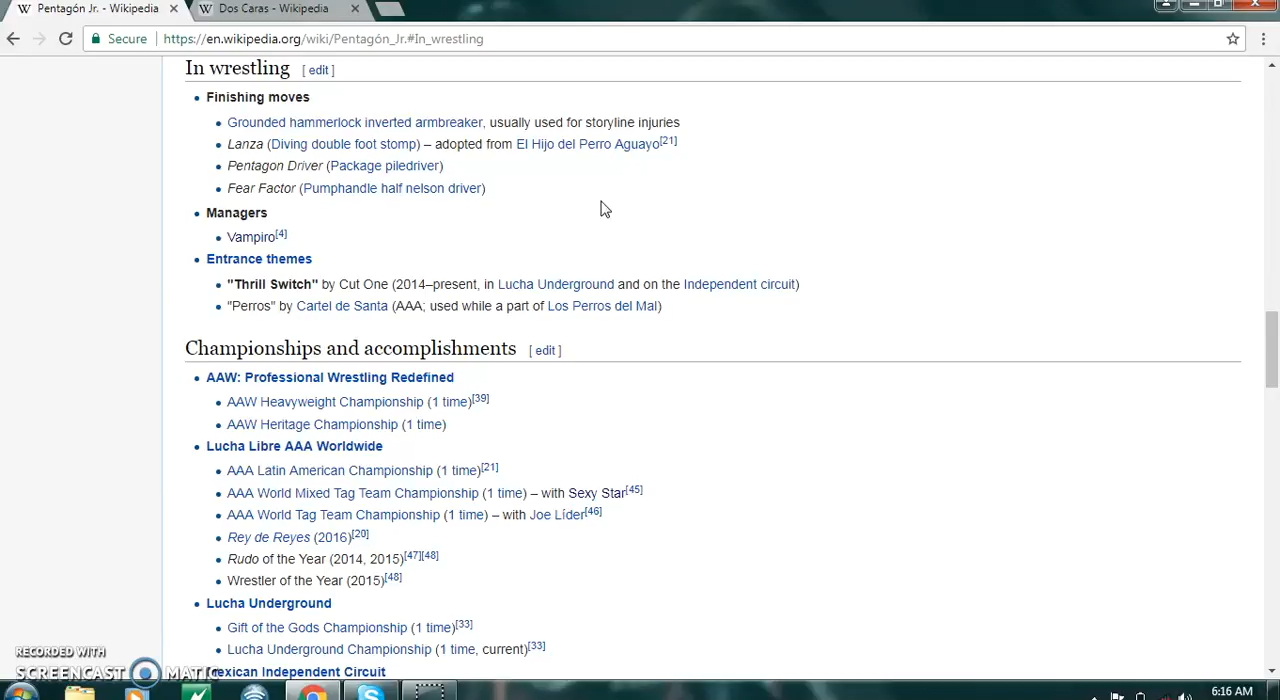 Pentagón Jr. - Wikipedia
Dos Caras - Wikipedia
Secure
https://en.wikipedia.org/wiki/Pentagón_Jr.#In_wrestling
In wrestling [ edit ]
Finishing moves
Grounded hammerlock inverted armbreaker, usually used for storyline injuries
Lanza (Diving double foot stomp) – adopted from El Hijo del Perro Aguayo[21]
Pentagon Driver (Package piledriver)
Fear Factor (Pumphandle half nelson driver)
Managers
Vampiro[4]
Entrance themes
"Thrill Switch" by Cut One (2014–present, in Lucha Underground and on the Independent circuit)
"Perros" by Cartel de Santa (AAA; used while a part of Los Perros del Mal)
Championships and accomplishments [ edit ]
AAW: Professional Wrestling Redefined
AAW Heavyweight Championship (1 time)[39]
AAW Heritage Championship (1 time)
Lucha Libre AAA Worldwide
AAA Latin American Championship (1 time)[21]
AAA World Mixed Tag Team Championship (1 time) – with Sexy Star[45]
AAA World Tag Team Championship (1 time) – with Joe Líder[46]
Rey de Reyes (2016)[20]
Rudo of the Year (2014, 2015)[47][48]
Wrestler of the Year (2015)[48]
Lucha Underground
Gift of the Gods Championship (1 time)[33]
Lucha Underground Championship (1 time, current)[33]
Mexican Independent Circuit
RECORDED WITH
SCREENCAST MATIC
6:16 AM